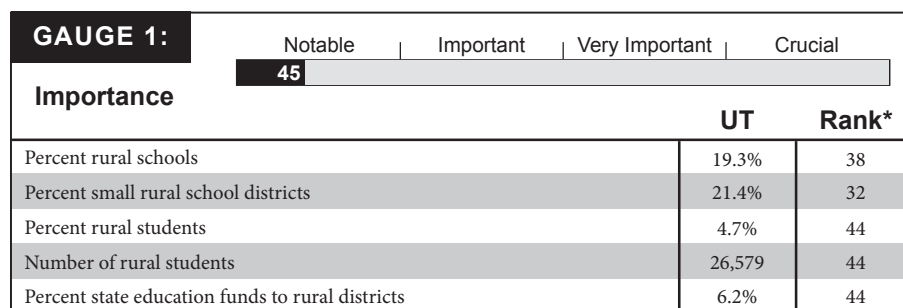 GAUGE 1:
Notable Important Very Important Crucial
45
Importance
UT Rank*
Percent rural schools 19.3% 38
Percent small rural school districts 21.4% 32
Percent rural students 4.7% 44
Number of rural students 26,579 44
Percent state education funds to rural districts 6.2% 44